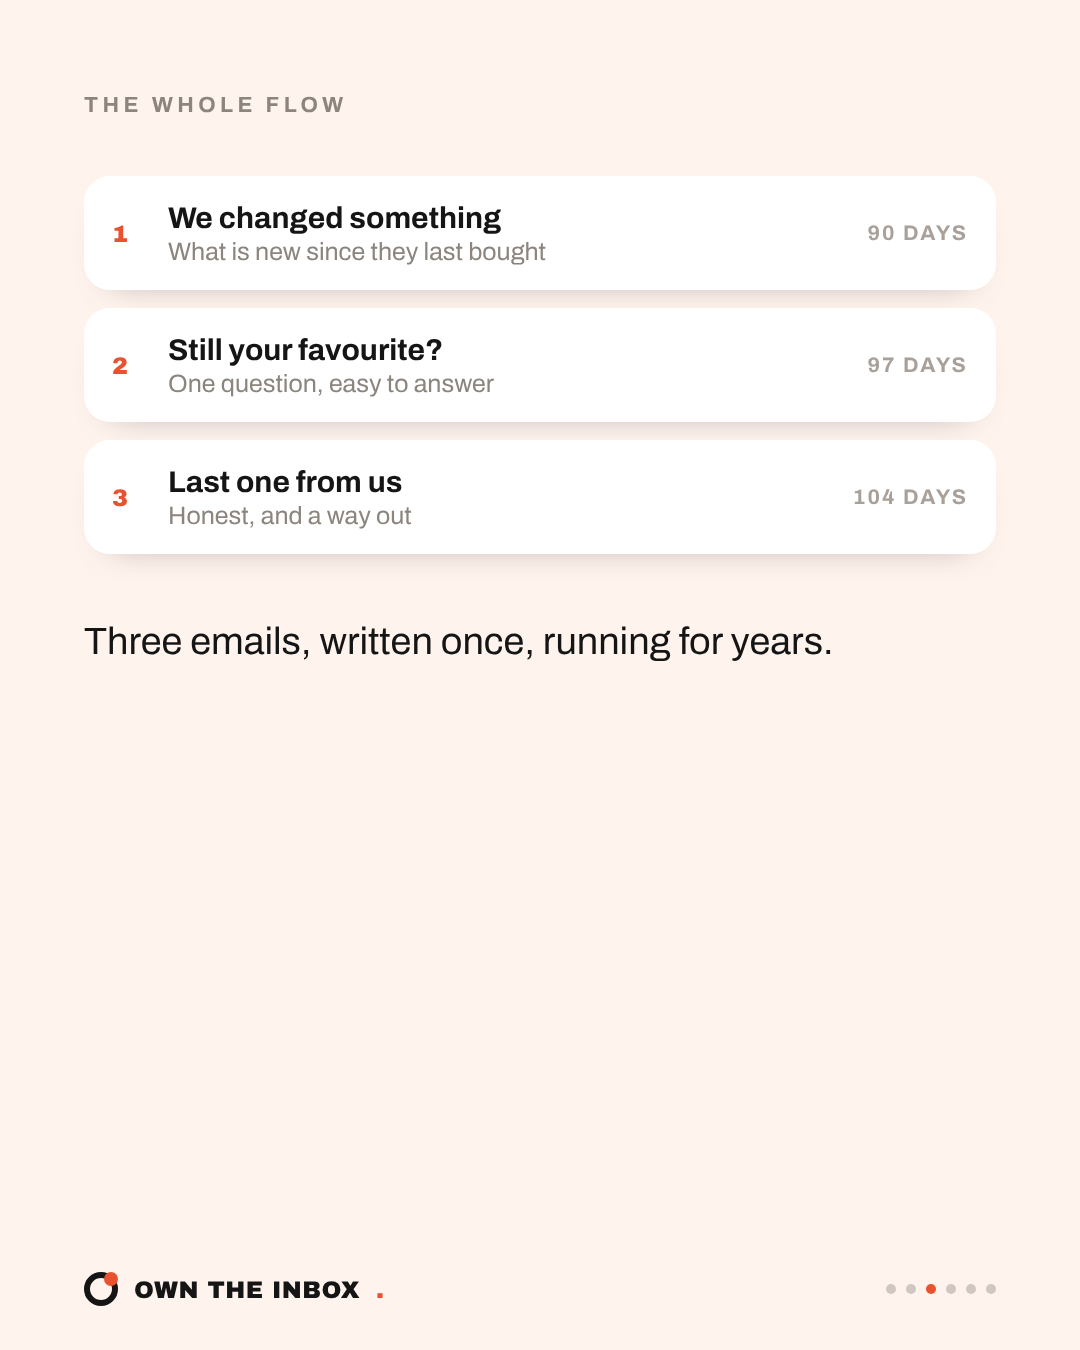 THE WHOLE FLOW
1
We changed something
What is new since they last bought
90 DAYS
2
Still your favourite?
One question, easy to answer
97 DAYS
3
Last one from us
Honest, and a way out
104 DAYS
Three emails, written once, running for years.
OWN THE INBOX .